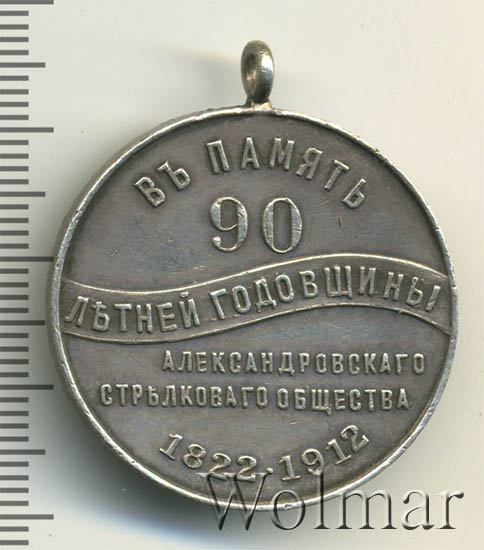 ВЪ ПАМЯТЬ
90
ЛѢТНЕЙ ГОДОВЩИНЫ
АЛЕКСАНДРОВСКАГО
СТРѢЛКОВАГО ОБЩЕСТВА
1822·1912
Wolmar